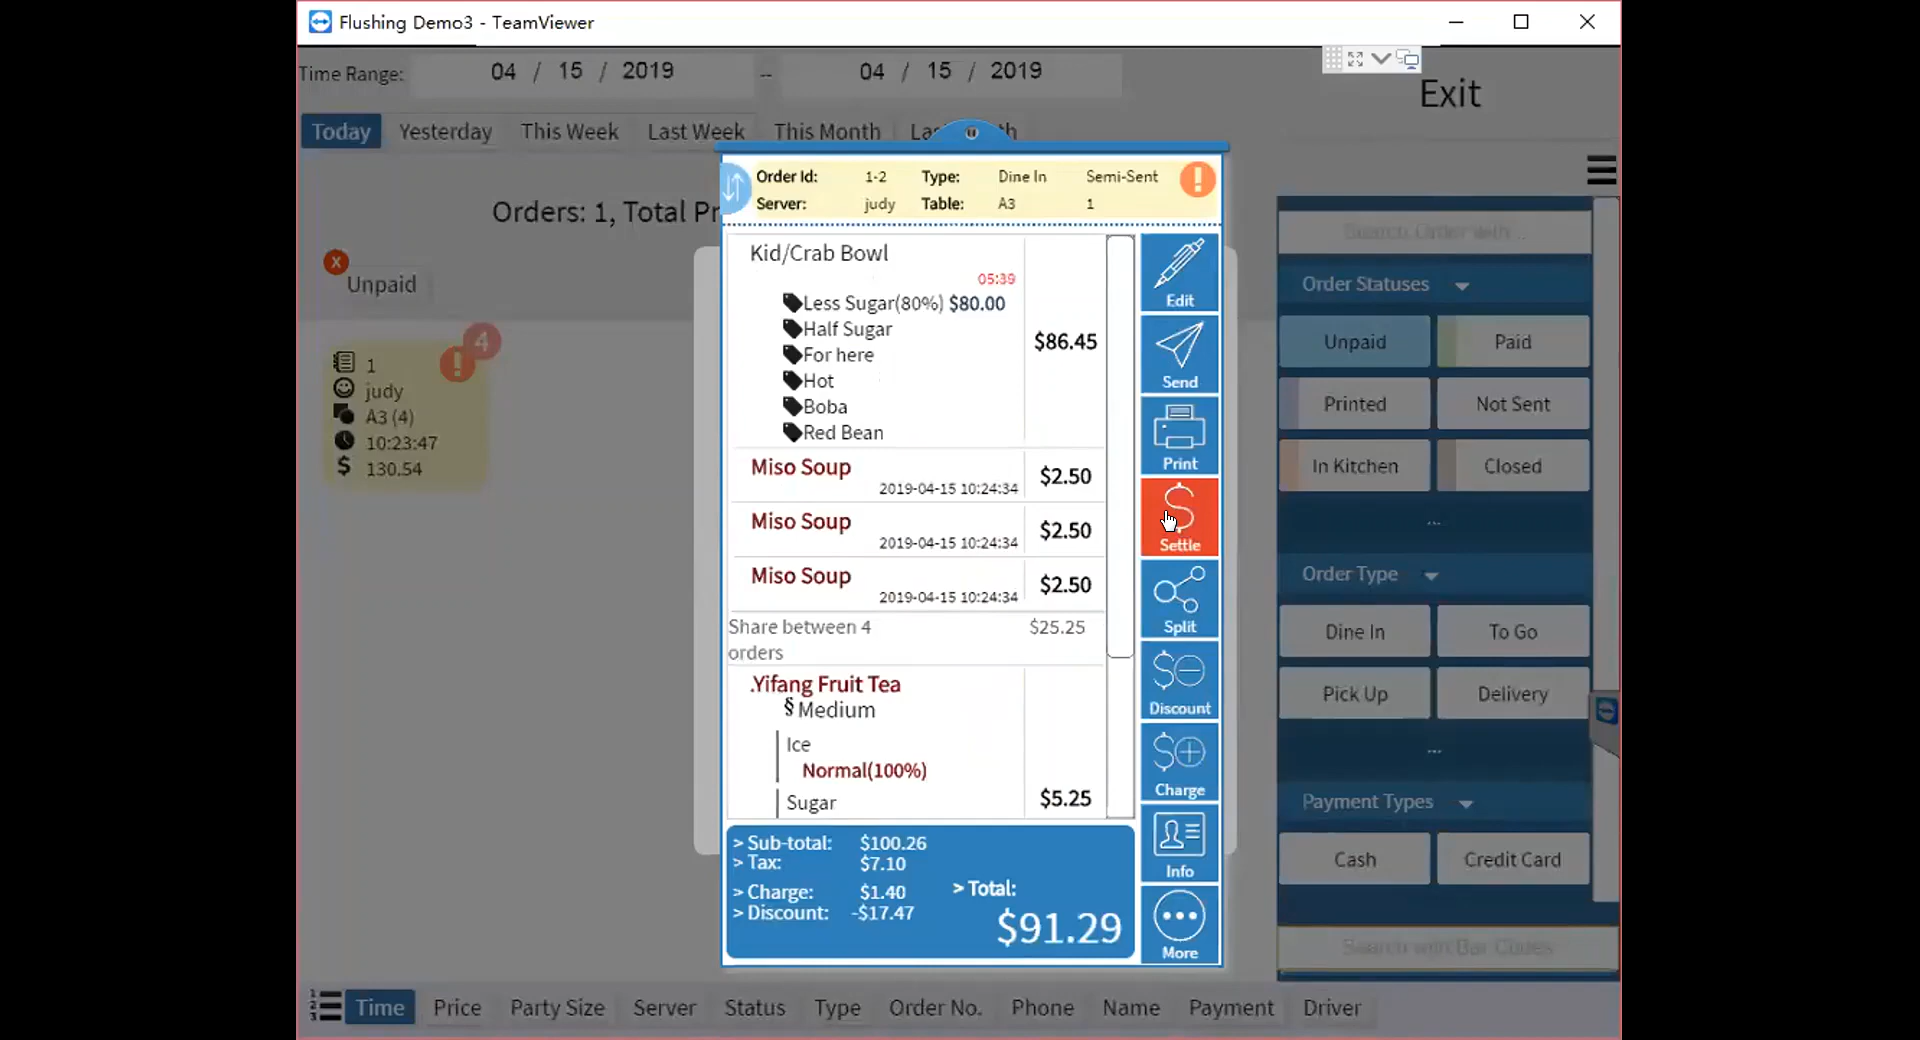 Flushing Demo3 - TeamViewer
Time Range: 04 / 15 / 2019 -- 04 / 15 / 2019
Exit
Today Yesterday This Week Last Week This Month
Orders: 1, Total
Unpaid
4
1
judy
A3 (4)
10:23:47
$ 130.54
Order Id: 1-2 Type: Dine In Semi-Sent
Server: judy Table: A3 1
Kid/Crab Bowl
05:39
Less Sugar(80%) $80.00
Half Sugar
$86.45
For here
Hot
Boba
Red Bean
Miso Soup $2.50
2019-04-15 10:24:34
Miso Soup $2.50
2019-04-15 10:24:34
Miso Soup $2.50
2019-04-15 10:24:34
Share between 4 $25.25
orders
.Yifang Fruit Tea
§ Medium
Ice
Normal(100%)
Sugar $5.25
> Sub-total: $100.26
> Tax: $7.10
> Charge: $1.40
> Discount: -$17.47
> Total:
$91.29
Edit
Send
Print
Settle
Split
Discount
Charge
Info
More
Search Order with ..
Order Statuses
Unpaid Paid
Printed Not Sent
In Kitchen Closed
...
Order Type
Dine In To Go
Pick Up Delivery
...
Payment Types
Cash Credit Card
Search with Bar Codes
Time Price Party Size Server Status Type Order No. Phone Name Payment Driver